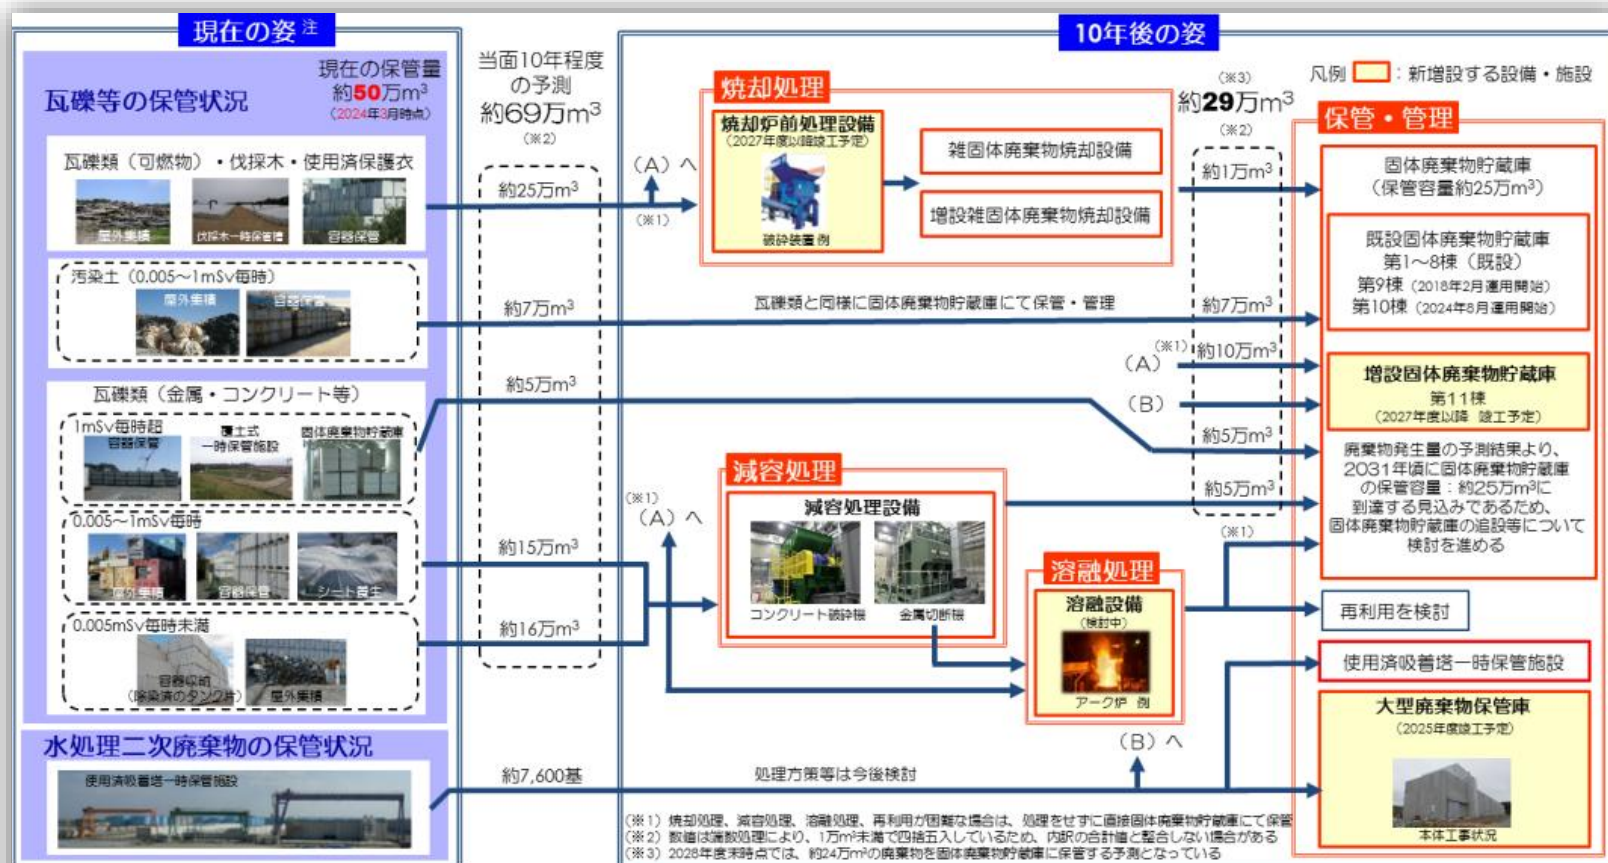 現在の姿 注
瓦礫等の保管状況
現在の保管量
約50万m³
(2024年3月時点)
瓦礫類（可燃物）・伐採木・使用済保護衣
屋外集積
伐採木一時保管槽
容器保管
汚染土（0.005～1mSv毎時）
屋外集積
容器保管
瓦礫類（金属・コンクリート等）
1mSv毎時超
容器保管
覆土式
一時保管施設
固体廃棄物貯蔵庫
0.005～1mSv毎時
屋外集積
容器保管
シート養生
0.005mSv毎時未満
容器収納
(除染済のタンク片)
屋外集積
水処理二次廃棄物の保管状況
使用済吸着塔一時保管施設
当面10年程度
の予測
約69万m³
(※2)
約25万m³
約7万m³
約5万m³
約15万m³
約16万m³
約7,600基
10年後の姿
凡例 ：新増設する設備・施設
(A) へ
(※1)
焼却処理
焼却炉前処理設備
(2027年度以降竣工予定)
破砕装置例
雑固体廃棄物焼却設備
増設雑固体廃棄物焼却設備
瓦礫類と同様に固体廃棄物貯蔵庫にて保管・管理
(※1)
(A) へ
減容処理
減容処理設備
コンクリート破砕機
金属切断機
溶融処理
溶融設備
(検討中)
アーク炉 例
(B) へ
処理方策等は今後検討
(※3)
約29万m³
(※2)
約1万m³
約7万m³
(A)
(※1)
約10万m³
(B)
約5万m³
約5万m³
(※1)
保管・管理
固体廃棄物貯蔵庫
(保管容量約25万m³)
既設固体廃棄物貯蔵庫
第1～8棟（既設）
第9棟 (2018年2月運用開始)
第10棟 (2024年8月運用開始)
増設固体廃棄物貯蔵庫
第11棟
(2027年度以降 竣工予定)
廃棄物発生量の予測結果より、
2031年頃に固体廃棄物貯蔵庫
の保管容量：約25万m³に
到達する見込みであるため、
固体廃棄物貯蔵庫の追設等について
検討を進める
再利用を検討
使用済吸着塔一時保管施設
大型廃棄物保管庫
(2025年度竣工予定)
本体工事状況
(※1) 焼却処理、減容処理、溶融処理、再利用が困難な場合は、処理をせずに直接固体廃棄物貯蔵庫にて保管
(※2) 数値は端数処理により、1万m³未満で四捨五入しているため、内訳の合計値と整合しない場合がある
(※3) 2028年度末時点では、約24万m³の廃棄物を固体廃棄物貯蔵庫に保管する予測となっている